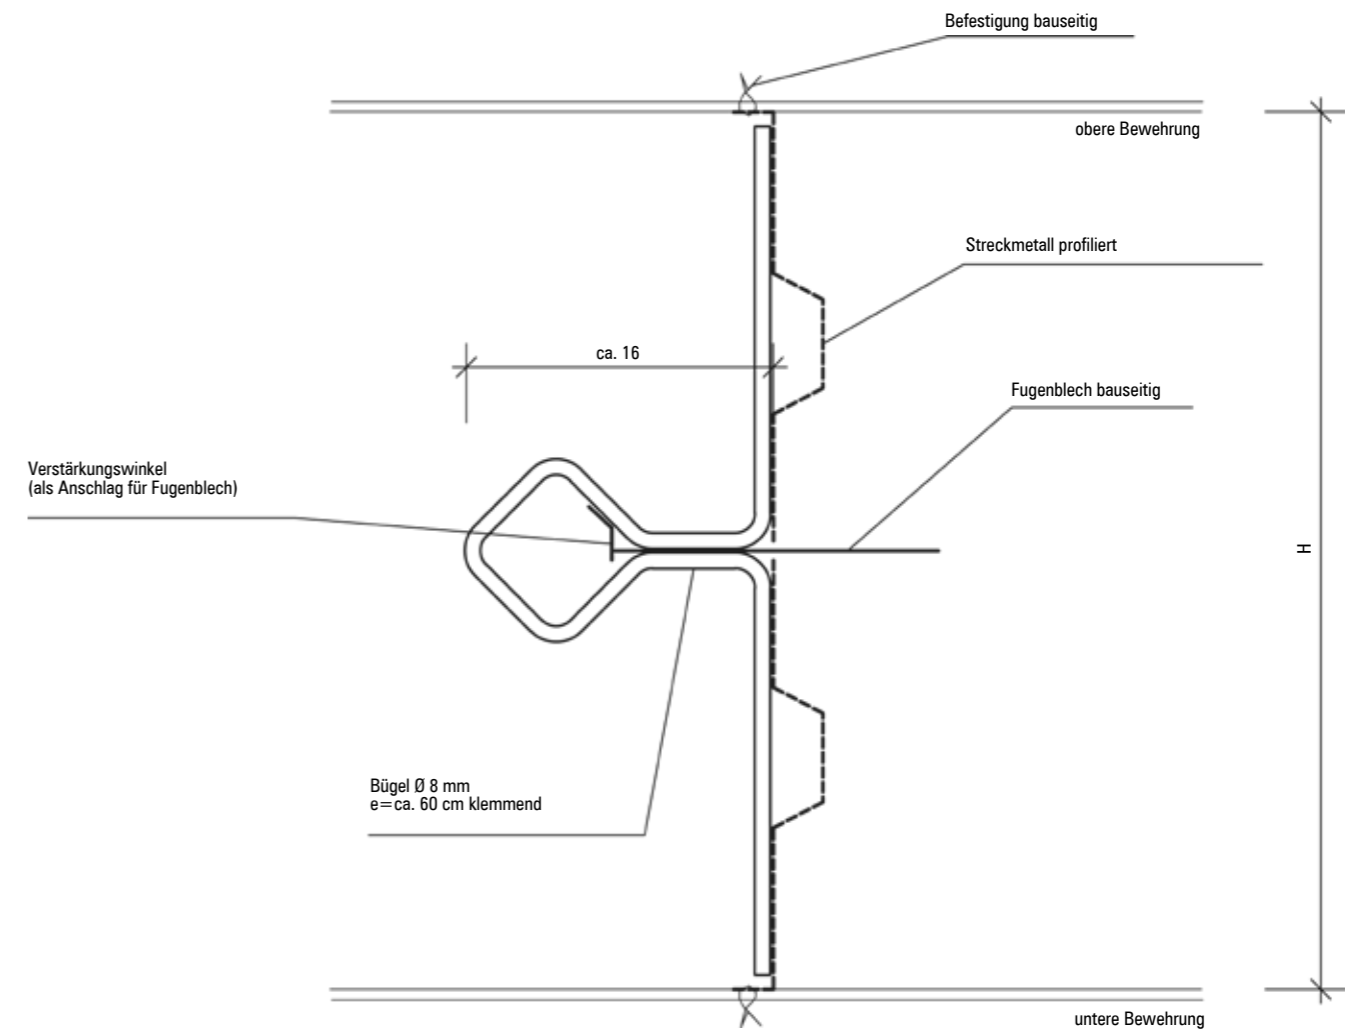 Befestigung bauseitig
obere Bewehrung
Streckmetall profiliert
ca. 16
Fugenblech bauseitig
Verstärkungswinkel
(als Anschlag für Fugenblech)
H
Bügel Ø 8 mm
e=ca. 60 cm klemmend
untere Bewehrung